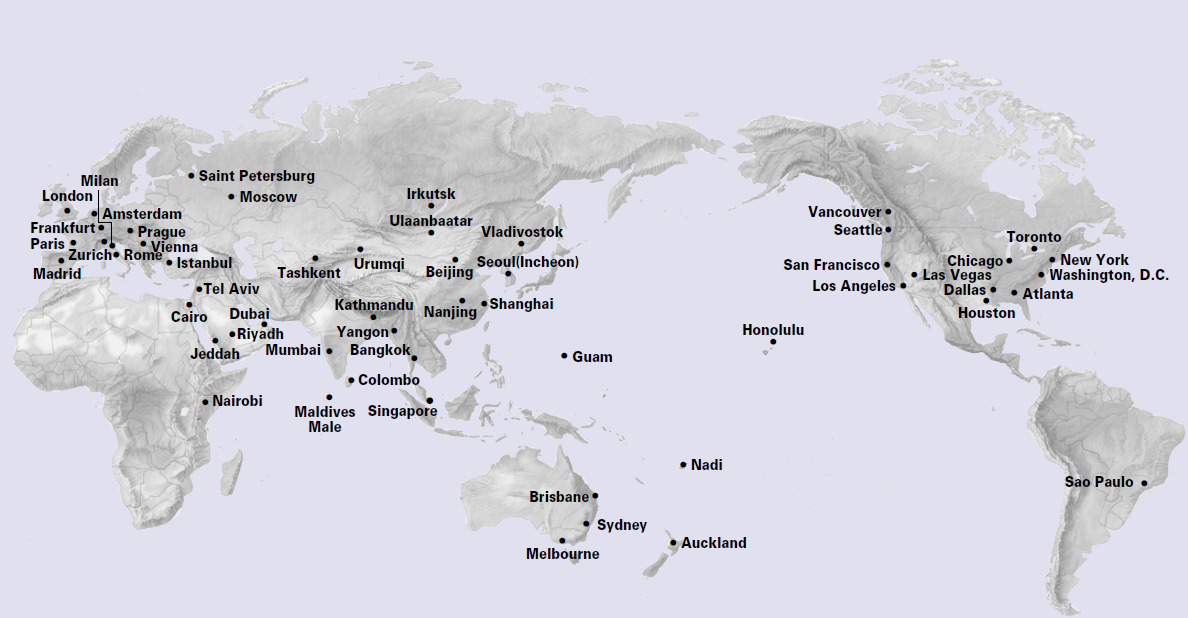 Milan
London
Saint Petersburg
Moscow
Irkutsk
Amsterdam
Frankfurt
Prague
Ulaanbaatar
Vladivostok
Paris
Zurich
Rome
Vienna
Madrid
Istanbul
Tashkent
Urumqi
Beijing
Seoul(Incheon)
Tel Aviv
Cairo
Dubai
Kathmandu
Nanjing
Shanghai
Riyadh
Jeddah
Mumbai
Yangon
Bangkok
Guam
Colombo
Nairobi
Maldives
Male
Singapore
Nadi
Brisbane
Sydney
Melbourne
Auckland
Vancouver
Seattle
San Francisco
Los Angeles
Las Vegas
Toronto
Chicago
New York
Washington, D.C.
Dallas
Atlanta
Houston
Honolulu
Sao Paulo